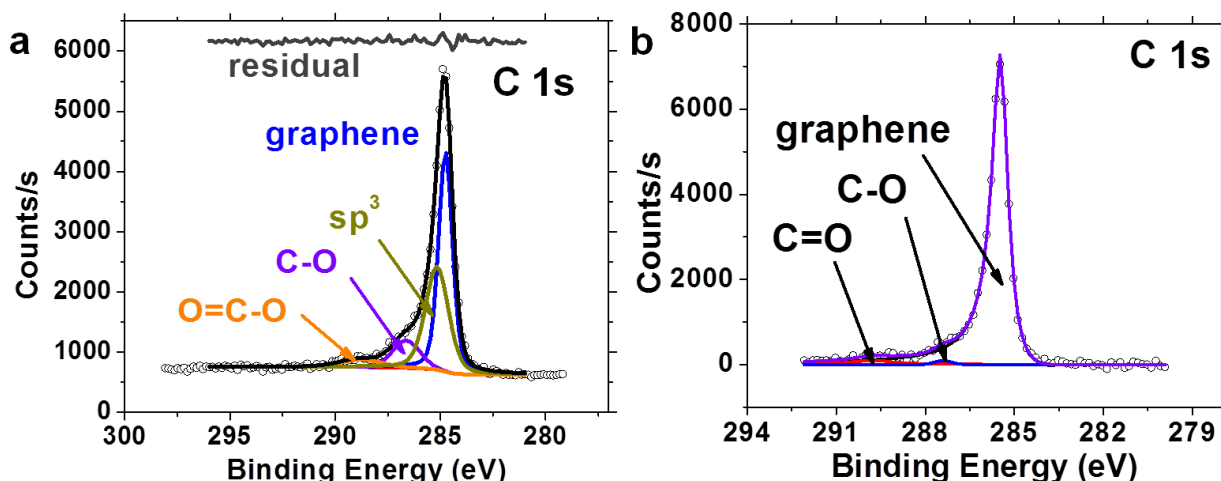 a
6000
5000
4000
3000
2000
1000
0
Counts/s
residual
C 1s
graphene
sp³
C-O
O=C-O
300
295
290
285
280
Binding Energy (eV)
b
8000
6000
4000
2000
0
Counts/s
C 1s
graphene
C-O
C=O
294
291
288
285
282
279
Binding Energy (eV)